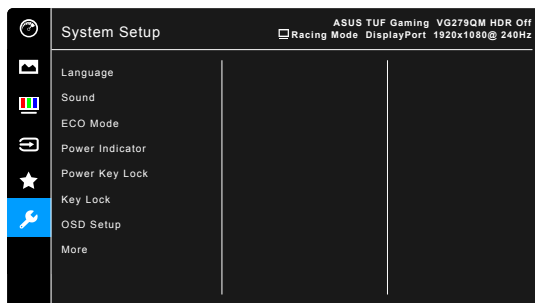 System Setup
ASUS TUF Gaming VG279QM HDR Off
Racing Mode DisplayPort 1920x1080@ 240Hz
Language
Sound
ECO Mode
Power Indicator
Power Key Lock
Key Lock
OSD Setup
More